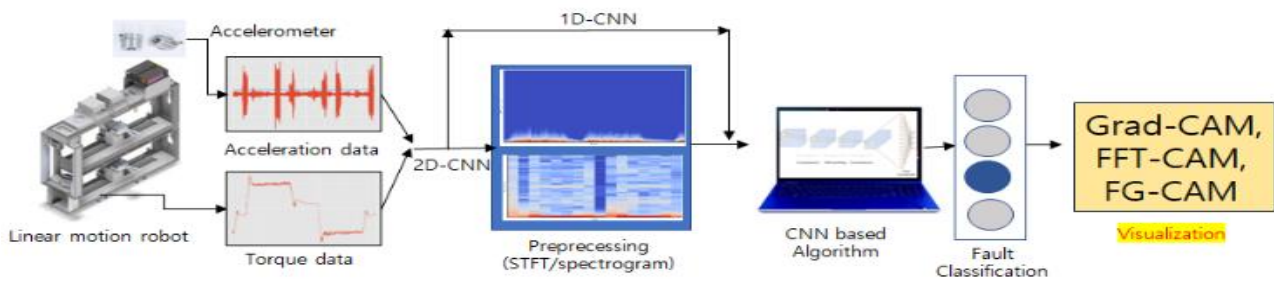 1D-CNN
Accelerometer
Acceleration data
2D-CNN
Linear motion robot
Torque data
Preprecessing
(STFT/spectrogram)
CNN based
Algorithm
Fault
Classification
Grad-CAM,
FFT-CAM,
FG-CAM
Visualization